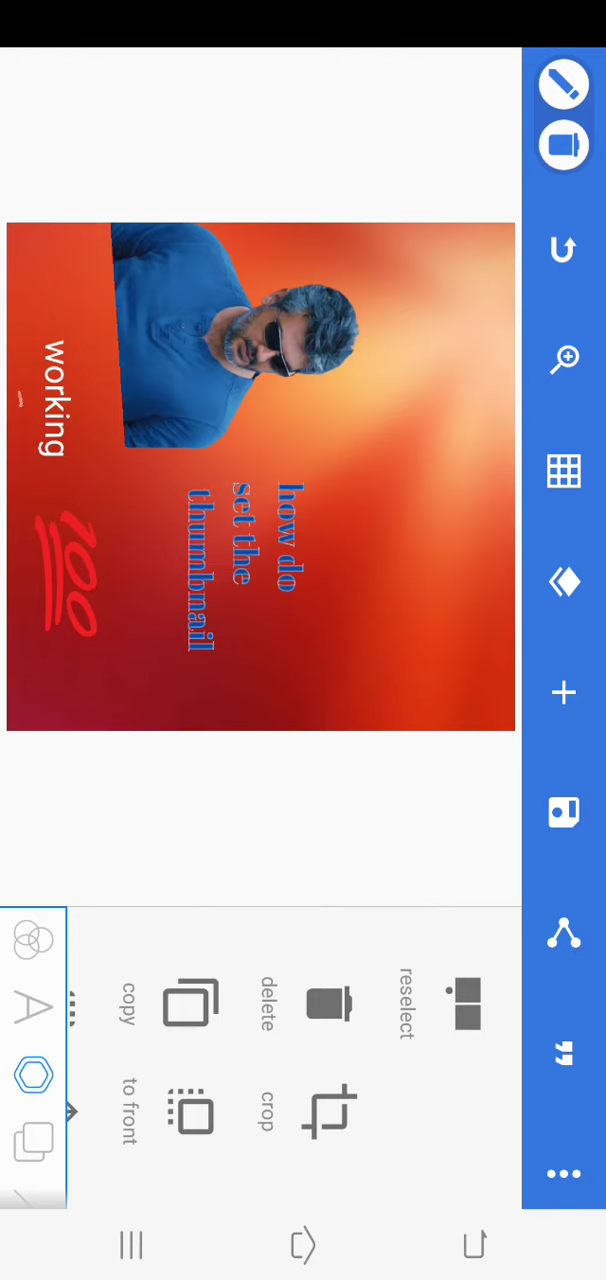 how do
set the
thumbnail
working
100
reselect
delete
crop
copy
to front